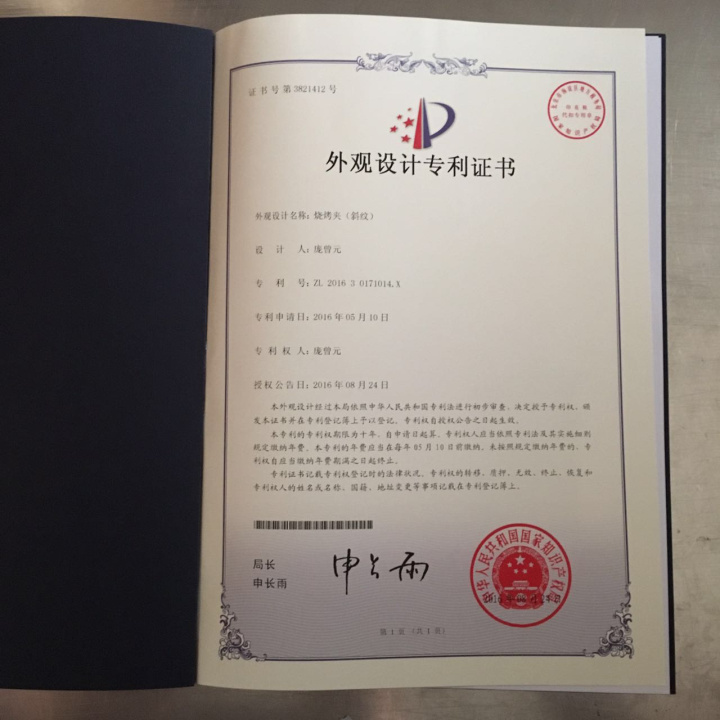 证书号第3821412号
外观设计专利证书
外观设计名称：烧烤夹（斜纹）
设 计 人：庞曾元
专 利 号：ZL 2016 3 0171014.X
专利申请日：2016年05月10日
专 利 权 人：庞曾元
授权公告日：2016年08月24日
本外观设计经过本局依照中华人民共和国专利法进行初步审查，决定授予专利权，颁
发本证书并在专利登记簿上予以登记。专利权自授权公告之日起生效。
本专利的专利权期限为十年，自申请日起算。专利权人应当依照专利法及其实施细则
规定缴纳年费。本专利的年费应当在每年05月10日前缴纳。未按照规定缴纳年费的，专
利权自应当缴纳年费期满之日起终止。
专利证书记载专利权登记时的法律状况。专利权的转移、质押、无效、终止、恢复和
专利权人的姓名或名称、国籍、地址变更等事项记载在专利登记簿上。
局长
申长雨
申长雨
中华人民共和国国家知识产权局
第1页（共1页）